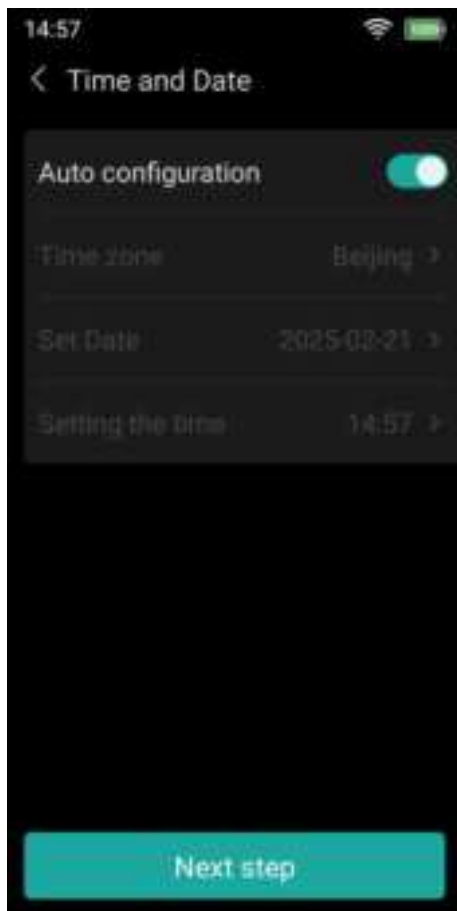 14:57
Time and Date
Auto configuration
Time zone Beijing
Set Date 2025-02-21
Setting the time 14:57
Next step